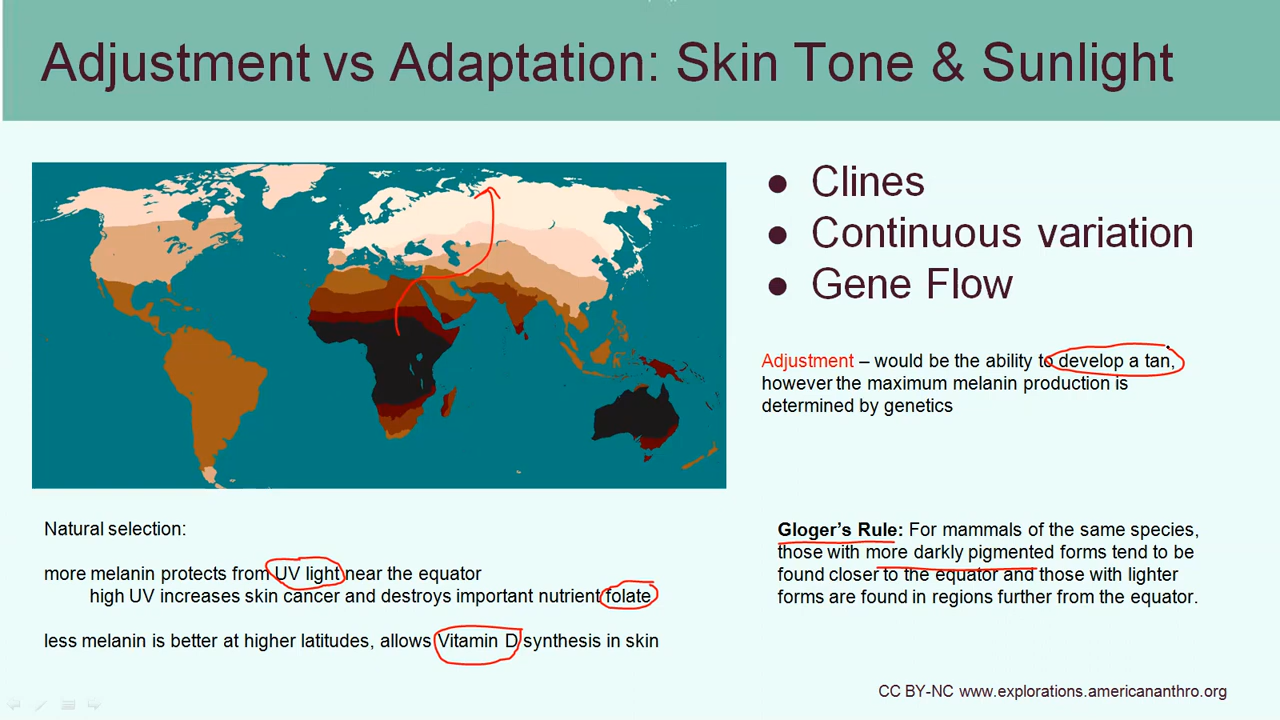 Adjustment vs Adaptation: Skin Tone & Sunlight
● Clines
● Continuous variation
● Gene Flow
Adjustment – would be the ability to develop a tan,
however the maximum melanin production is
determined by genetics
Natural selection:
more melanin protects from UV light near the equator
high UV increases skin cancer and destroys important nutrient folate
less melanin is better at higher latitudes, allows Vitamin D synthesis in skin
Gloger's Rule: For mammals of the same species,
those with more darkly pigmented forms tend to be
found closer to the equator and those with lighter
forms are found in regions further from the equator.
CC BY-NC www.explorations.americananthro.org